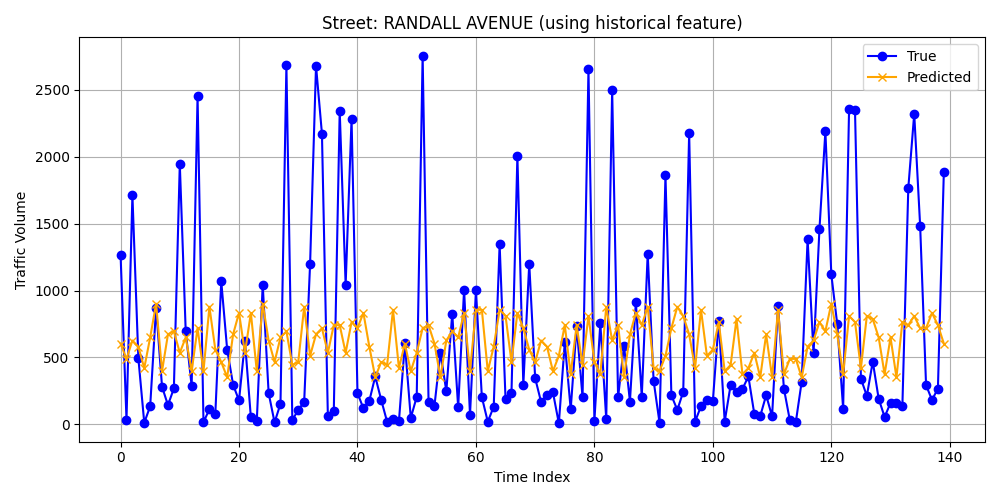 Street: RANDALL AVENUE (using historical feature)
True
Predicted
Traffic Volume
2500
2000
1500
1000
500
0
0 20 40 60 80 100 120 140
Time Index